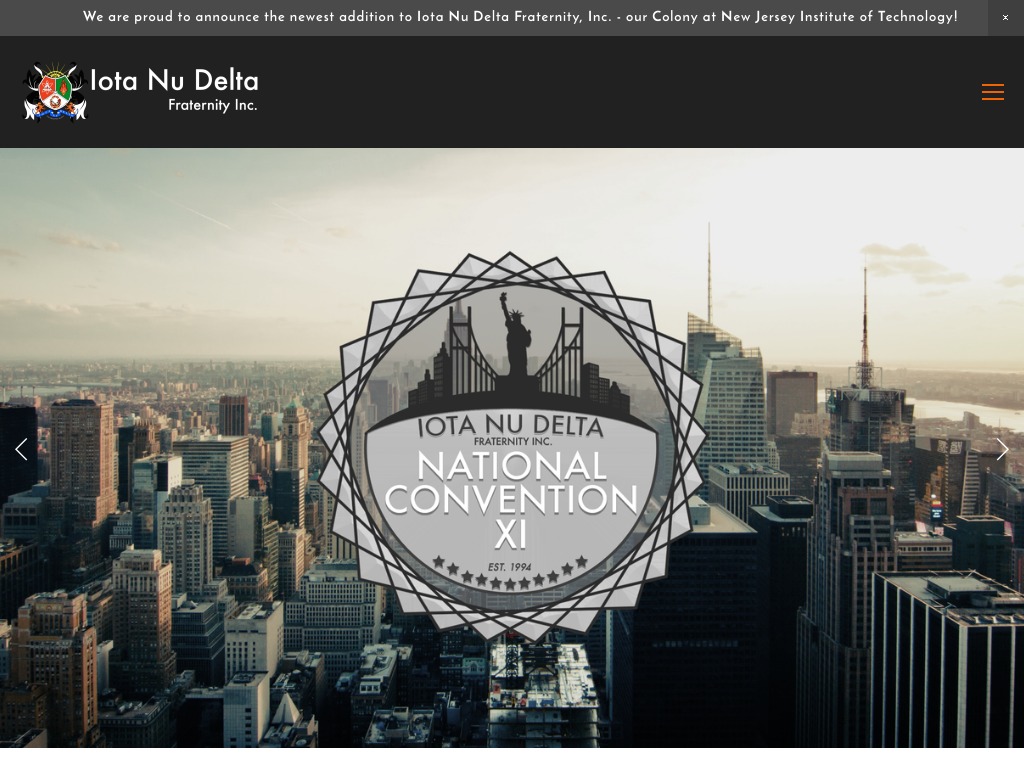 We are proud to announce the newest addition to Iota Nu Delta Fraternity, Inc. - our Colony at New Jersey Institute of Technology!
Iota Nu Delta
Fraternity Inc.
IOTA NU DELTA
FRATERNITY INC.
NATIONAL
CONVENTION
XI
EST. 1994